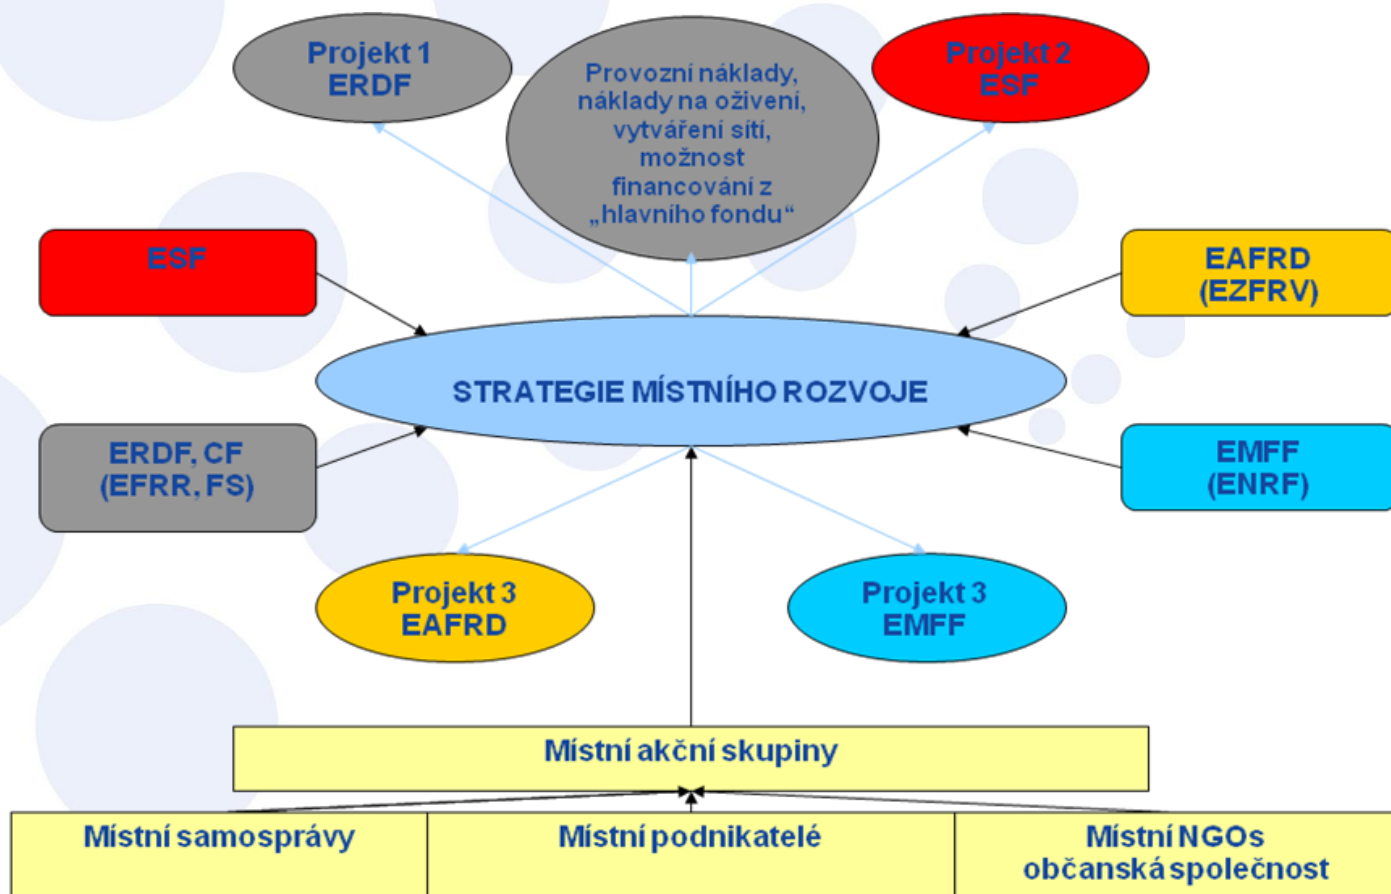 Projekt 1
ERDF
Provozní náklady,
náklady na oživení,
vytváření sítí,
možnost
financování z
„hlavního fondu“
Projekt 2
ESF
ESF
EAFRD
(EZFRV)
STRATEGIE MÍSTNÍHO ROZVOJE
ERDF, CF
(EFRR, FS)
EMFF
(ENRF)
Projekt 3
EAFRD
Projekt 3
EMFF
Místní akční skupiny
Místní samosprávy
Místní podnikatelé
Místní NGOs
občanská společnost